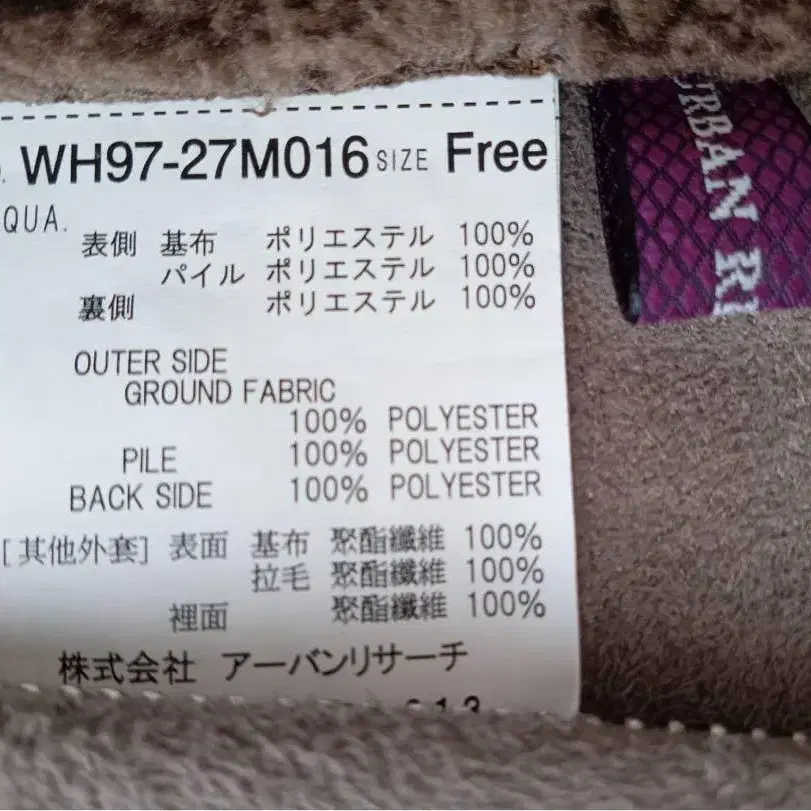 WH97-27M016 SIZE Free
QUA.
表側 基布 ポリエステル 100%
パイル ポリエステル 100%
裏側 ポリエステル 100%
OUTER SIDE
GROUND FABRIC
100% POLYESTER
PILE 100% POLYESTER
BACK SIDE 100% POLYESTER
[其他外套] 表面 基布 聚酯纖維 100%
拉毛 聚酯纖維 100%
裡面 聚酯纖維 100%
株式会社 アーバンリサーチ
URBAN